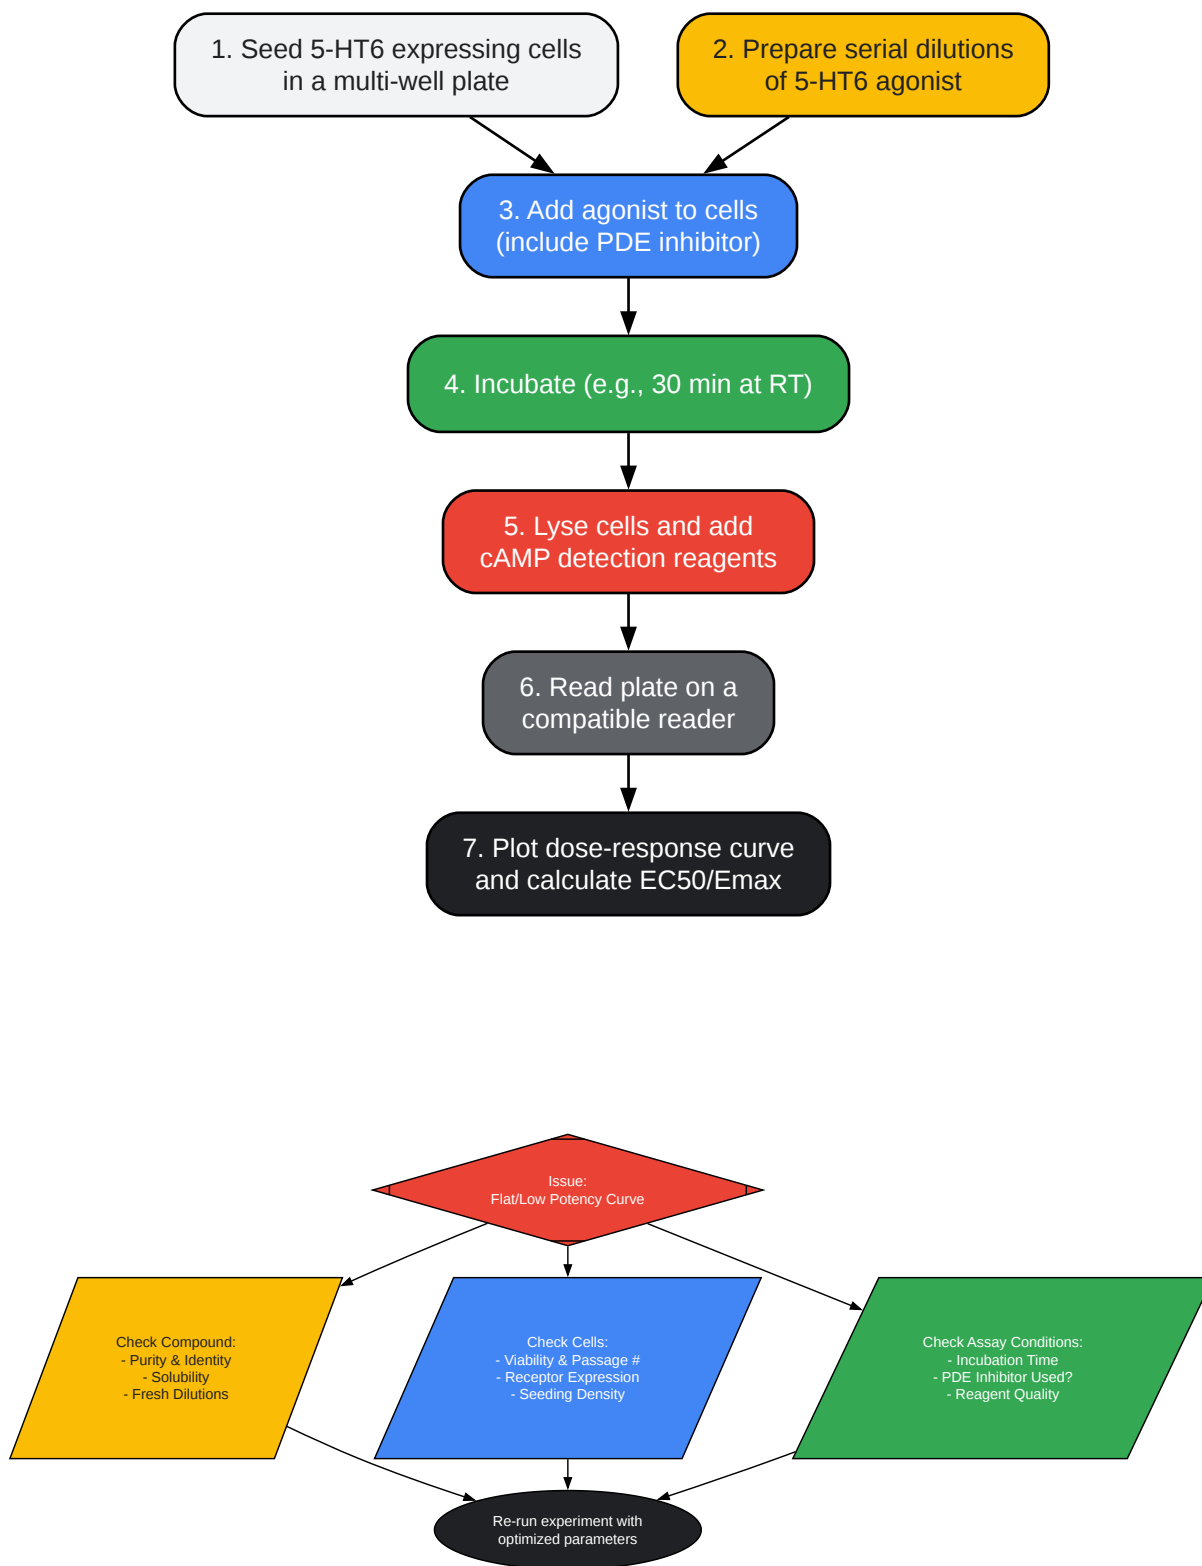 1. Seed 5-HT6 expressing cells
in a multi-well plate
2. Prepare serial dilutions
of 5-HT6 agonist
3. Add agonist to cells
(include PDE inhibitor)
4. Incubate (e.g., 30 min at RT)
5. Lyse cells and add
cAMP detection reagents
6. Read plate on a
compatible reader
7. Plot dose-response curve
and calculate EC50/Emax
Issue:
Flat/Low Potency Curve
Check Compound:
- Purity & Identity
- Solubility
- Fresh Dilutions
Check Cells:
- Viability & Passage #
- Receptor Expression
- Seeding Density
Check Assay Conditions:
- Incubation Time
- PDE Inhibitor Used?
- Reagent Quality
Re-run experiment with
optimized parameters